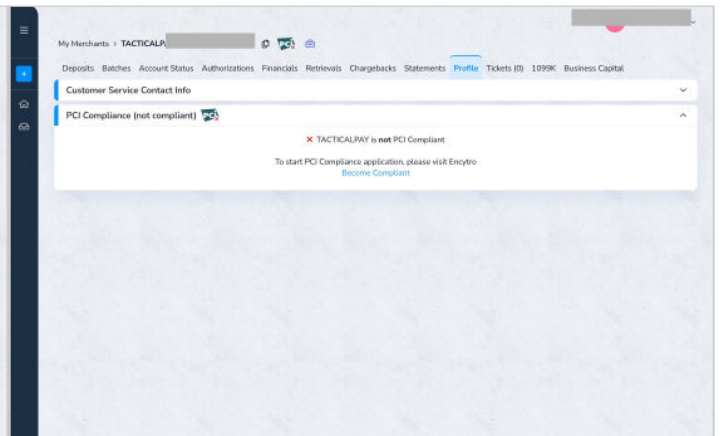 My Merchants > TACTICALP
PCI
Deposits Batches Account Status Authorizations Financials Retrievals Chargebacks Statements Profile Tickets (0) 1099K Business Capital
Customer Service Contact Info
PCI Compliance (not compliant) PCI
× TACTICALPAY is not PCI Compliant
To start PCI Compliance application, please visit Encytro
Become Compliant